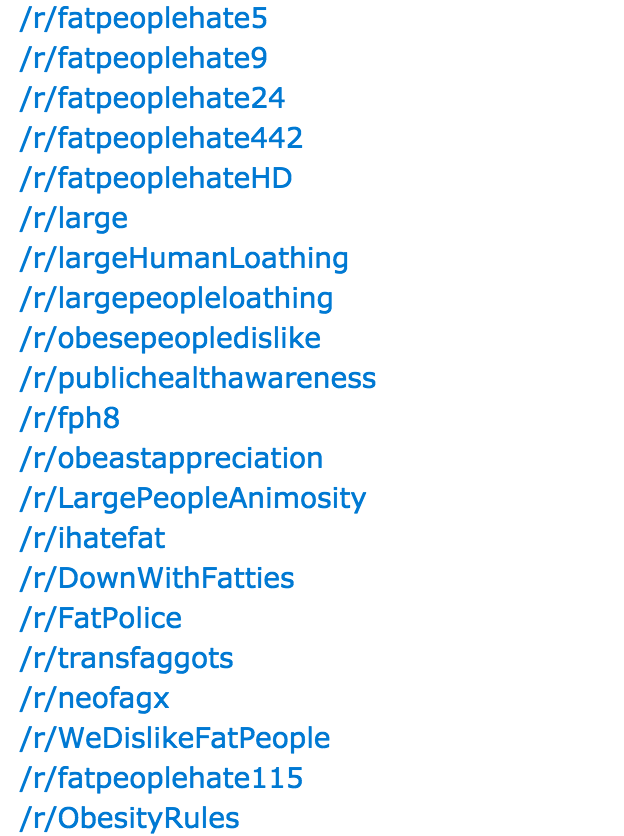 /r/fatpeoplehate5
/r/fatpeoplehate9
/r/fatpeoplehate24
/r/fatpeoplehate442
/r/fatpeoplehateHD
/r/large
/r/largeHumanLoathing
/r/largepeopleloathing
/r/obesepeopledislike
/r/publichealthawareness
/r/fph8
/r/obeastappreciation
/r/LargePeopleAnimosity
/r/ihatefat
/r/DownWithFatties
/r/FatPolice
/r/transfaggots
/r/neofagx
/r/WeDislikeFatPeople
/r/fatpeoplehate115
/r/ObesityRules